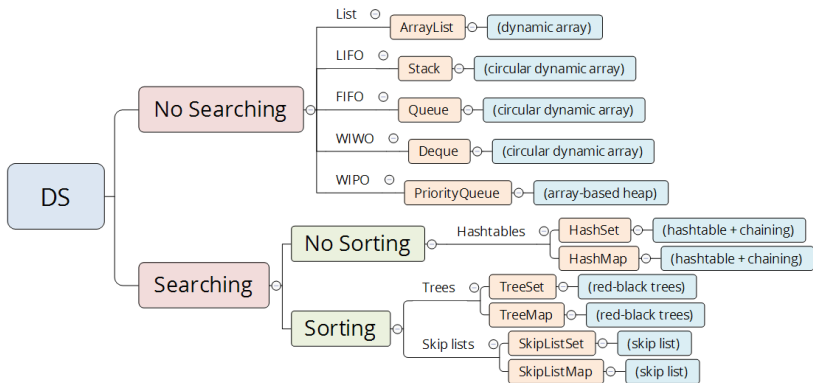 DS
No Searching
List
ArrayList
(dynamic array)
LIFO
Stack
(circular dynamic array)
FIFO
Queue
(circular dynamic array)
WIWO
Deque
(circular dynamic array)
WIPO
PriorityQueue
(array-based heap)
Searching
No Sorting
Hashtables
HashSet
(hashtable + chaining)
HashMap
(hashtable + chaining)
Sorting
Trees
TreeSet
(red-black trees)
TreeMap
(red-black trees)
Skip lists
SkipListSet
(skip list)
SkipListMap
(skip list)